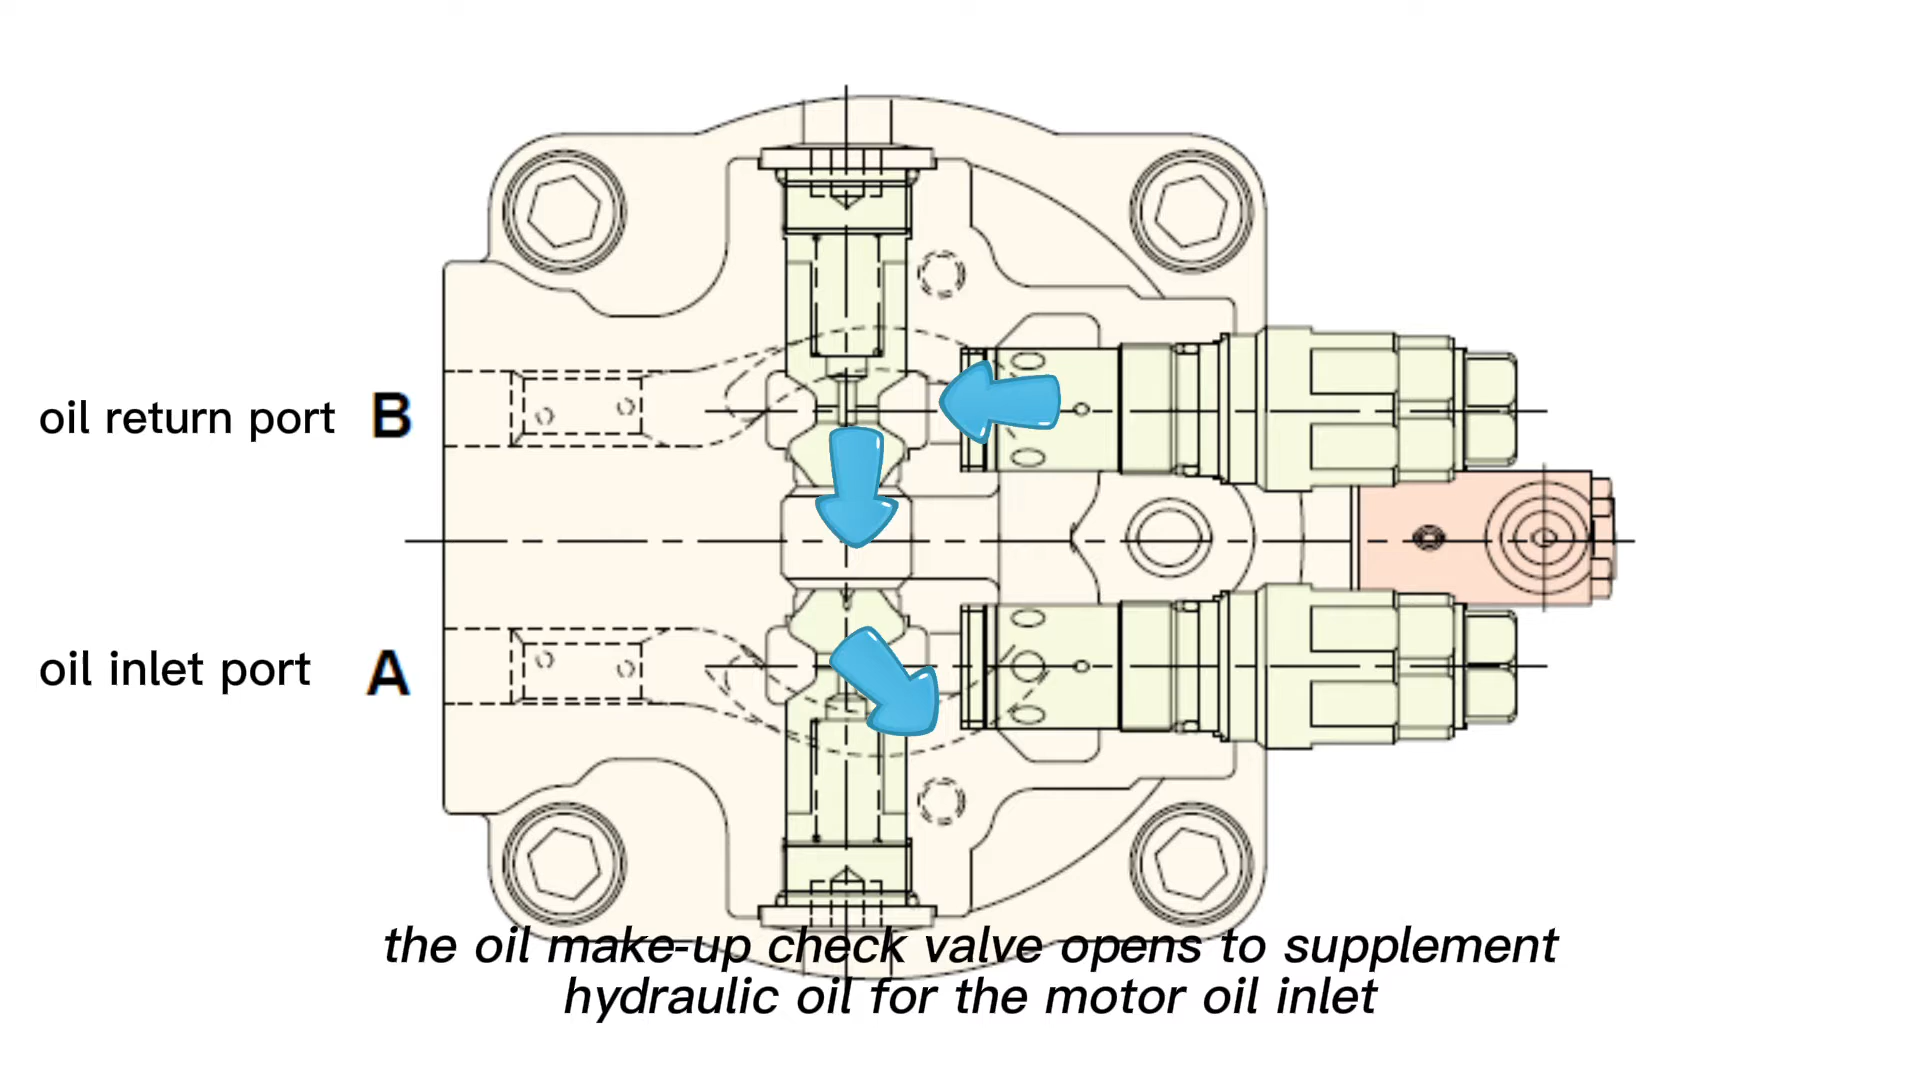 oil return port B
oil inlet port A
the oil make-up check valve opens to supplement
hydraulic oil for the motor oil inlet